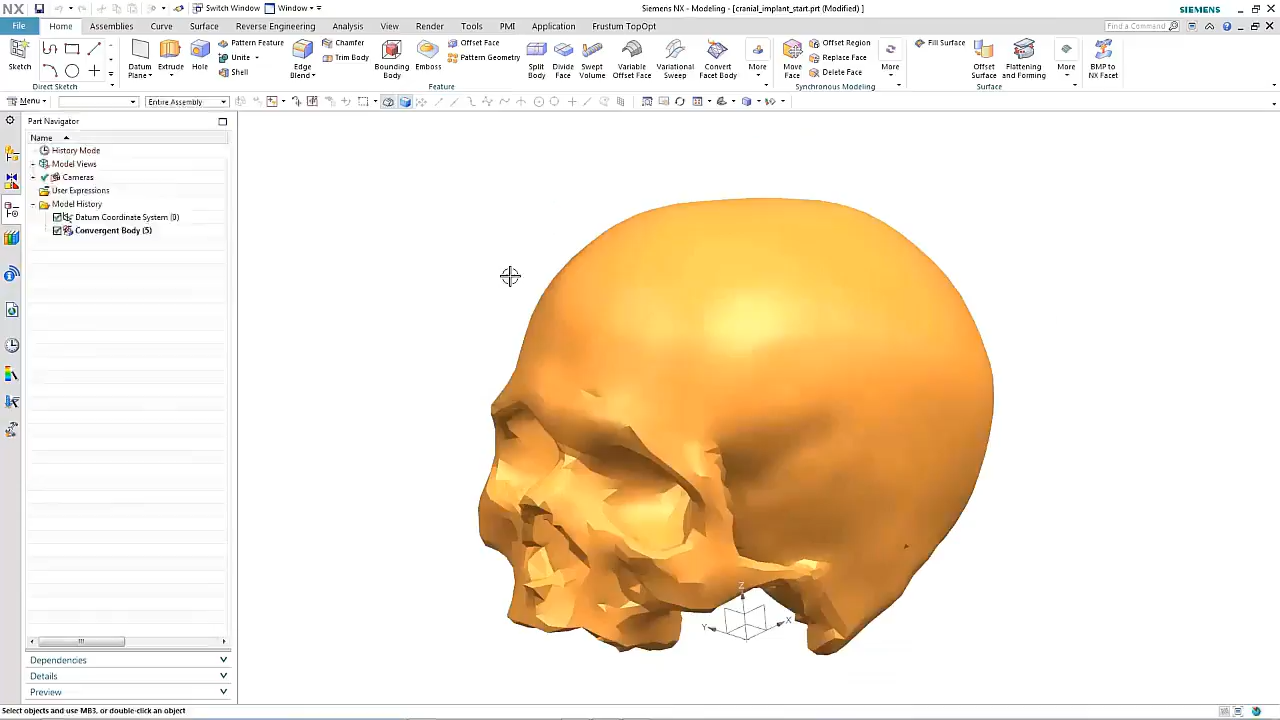 NX Switch Window Window Siemens NX - Modeling - [cranial_implant_start.prt (Modified) ] SIEMENS
File Home Assemblies Curve Surface Reverse Engineering Analysis View Render Tools PMI Application Frustum TopOpt Find a Command
Sketch
Direct Sketch
Datum Plane
Extrude
Hole
Pattern Feature
Unite
Shell
Edge Blend
Chamfer
Trim Body
Bounding Body
Emboss
Offset Face
Pattern Geometry
Split Body
Divide Face
Swept Volume
Variable Offset Face
Variational Sweep
Convert Facet Body
More
Feature
Move Face
Offset Region
Replace Face
Delete Face
More
Synchronous Modeling
Fill Surface
Offset Surface
Flattening and Forming
More
Surface
BMP to NX Facet
Menu Entire Assembly
Part Navigator
Name
History Mode
Model Views
Cameras
User Expressions
Model History
Datum Coordinate System (0)
Convergent Body (5)
Z
Y X
Dependencies
Details
Preview
Select objects and use MB3, or double-click an object